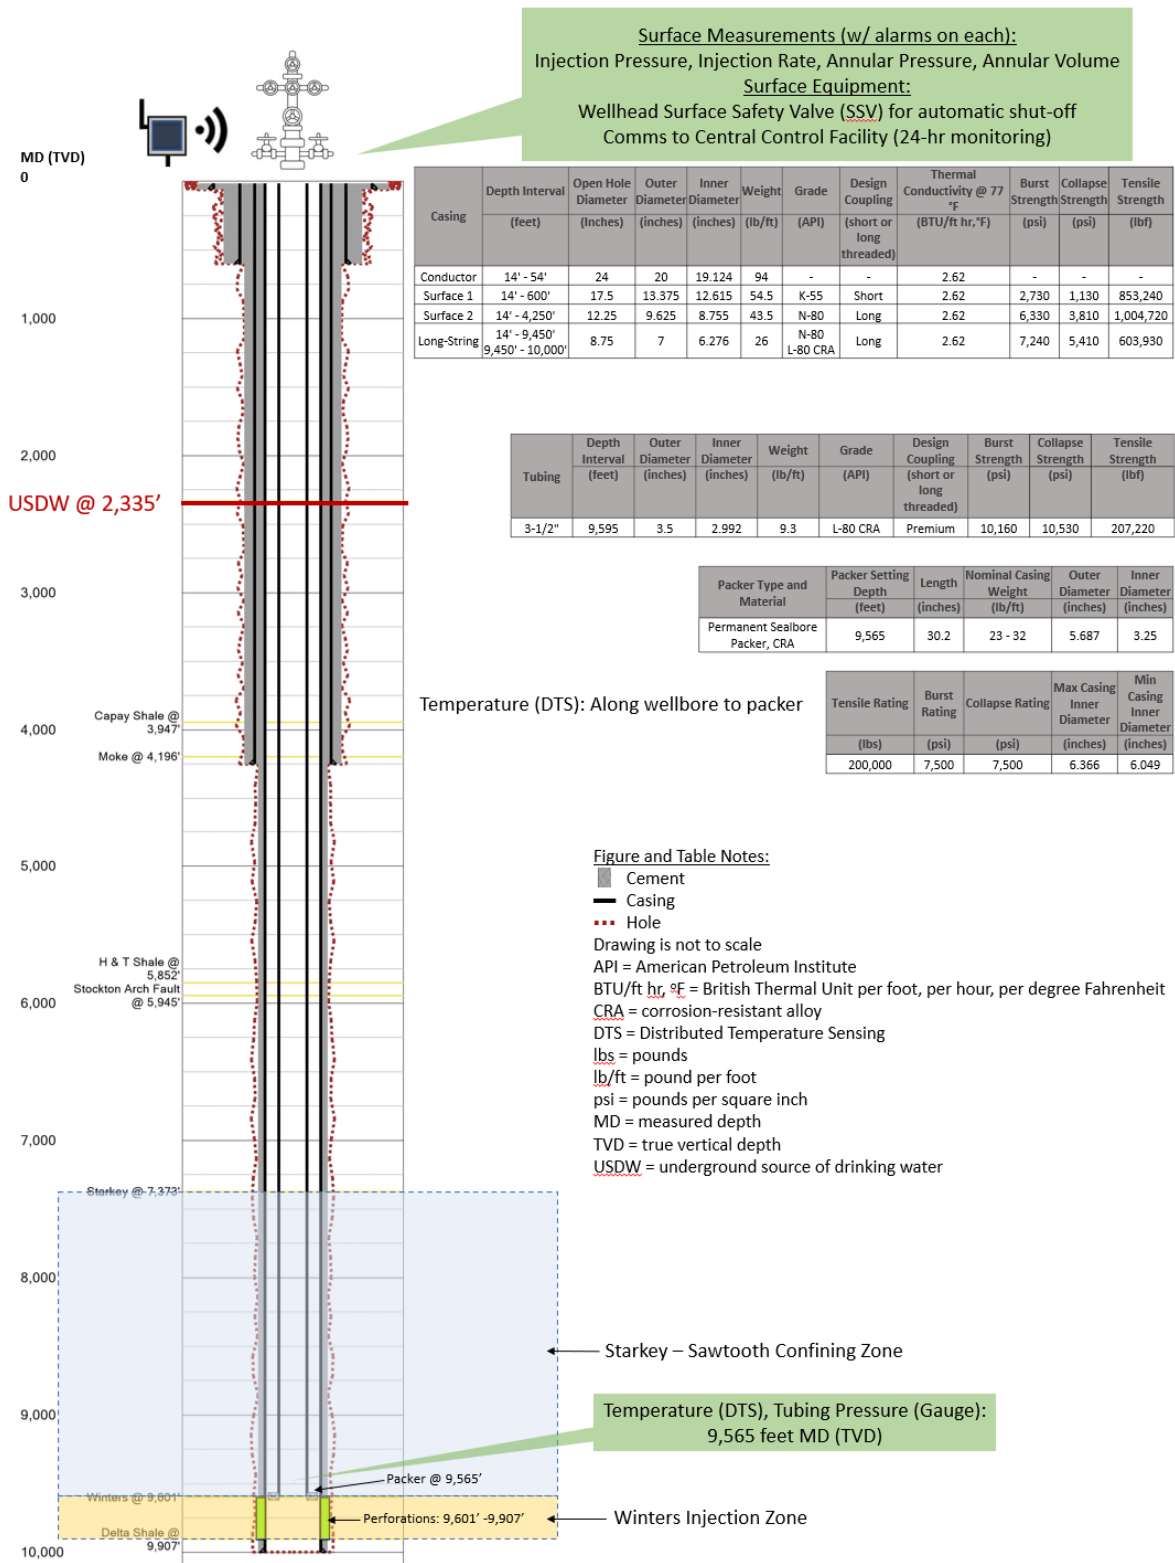 Surface Measurements (w/ alarms on each):
Injection Pressure, Injection Rate, Annular Pressure, Annular Volume
Surface Equipment:
Wellhead Surface Safety Valve (SSV) for automatic shut-off
Comms to Central Control Facility (24-hr monitoring)
MD (TVD)
0
Casing | Depth Interval (feet) | Open Hole Diameter (Inches) | Outer Diameter (inches) | Inner Diameter (inches) | Weight (lb/ft) | Grade (API) | Design Coupling (short or long threaded) | Thermal Conductivity @ 77 °F (BTU/ft hr,°F) | Burst Strength (psi) | Collapse Strength (psi) | Tensile Strength (lbf)
Conductor | 14' - 54' | 24 | 20 | 19.124 | 94 | - | - | 2.62 | - | - | -
Surface 1 | 14' - 600' | 17.5 | 13.375 | 12.615 | 54.5 | K-55 | Short | 2.62 | 2,730 | 1,130 | 853,240
Surface 2 | 14' - 4,250' | 12.25 | 9.625 | 8.755 | 43.5 | N-80 | Long | 2.62 | 6,330 | 3,810 | 1,004,720
Long-String | 14' - 9,450' 9,450' - 10,000' | 8.75 | 7 | 6.276 | 26 | N-80 L-80 CRA | Long | 2.62 | 7,240 | 5,410 | 603,930
1,000
2,000
Tubing | Depth Interval (feet) | Outer Diameter (inches) | Inner Diameter (inches) | Weight (lb/ft) | Grade (API) | Design Coupling (short or long threaded) | Burst Strength (psi) | Collapse Strength (psi) | Tensile Strength (lbf)
3-1/2" | 9,595 | 3.5 | 2.992 | 9.3 | L-80 CRA | Premium | 10,160 | 10,530 | 207,220
USDW @ 2,335’
3,000
Packer Type and Material | Packer Setting Depth (feet) | Length (inches) | Nominal Casing Weight (lb/ft) | Outer Diameter (inches) | Inner Diameter (inches)
Permanent Sealbore Packer, CRA | 9,565 | 30.2 | 23 - 32 | 5.687 | 3.25
Temperature (DTS): Along wellbore to packer
Tensile Rating (lbs) | Burst Rating (psi) | Collapse Rating (psi) | Max Casing Inner Diameter (inches) | Min Casing Inner Diameter (inches)
200,000 | 7,500 | 7,500 | 6.366 | 6.049
Capay Shale @
3,947'
4,000
Moke @ 4,196'
5,000
Figure and Table Notes:
Cement
Casing
Hole
Drawing is not to scale
API = American Petroleum Institute
BTU/ft hr, ºF = British Thermal Unit per foot, per hour, per degree Fahrenheit
CRA = corrosion-resistant alloy
DTS = Distributed Temperature Sensing
lbs = pounds
lb/ft = pound per foot
psi = pounds per square inch
MD = measured depth
TVD = true vertical depth
USDW = underground source of drinking water
H & T Shale @
5,852'
Stockton Arch Fault
@ 5,945'
6,000
7,000
Starkey @ 7,373'
8,000
Starkey – Sawtooth Confining Zone
9,000
Temperature (DTS), Tubing Pressure (Gauge):
9,565 feet MD (TVD)
Packer @ 9,565’
Winters @ 9,601'
Perforations: 9,601’ -9,907’
Winters Injection Zone
Delta Shale @
9,907'
10,000